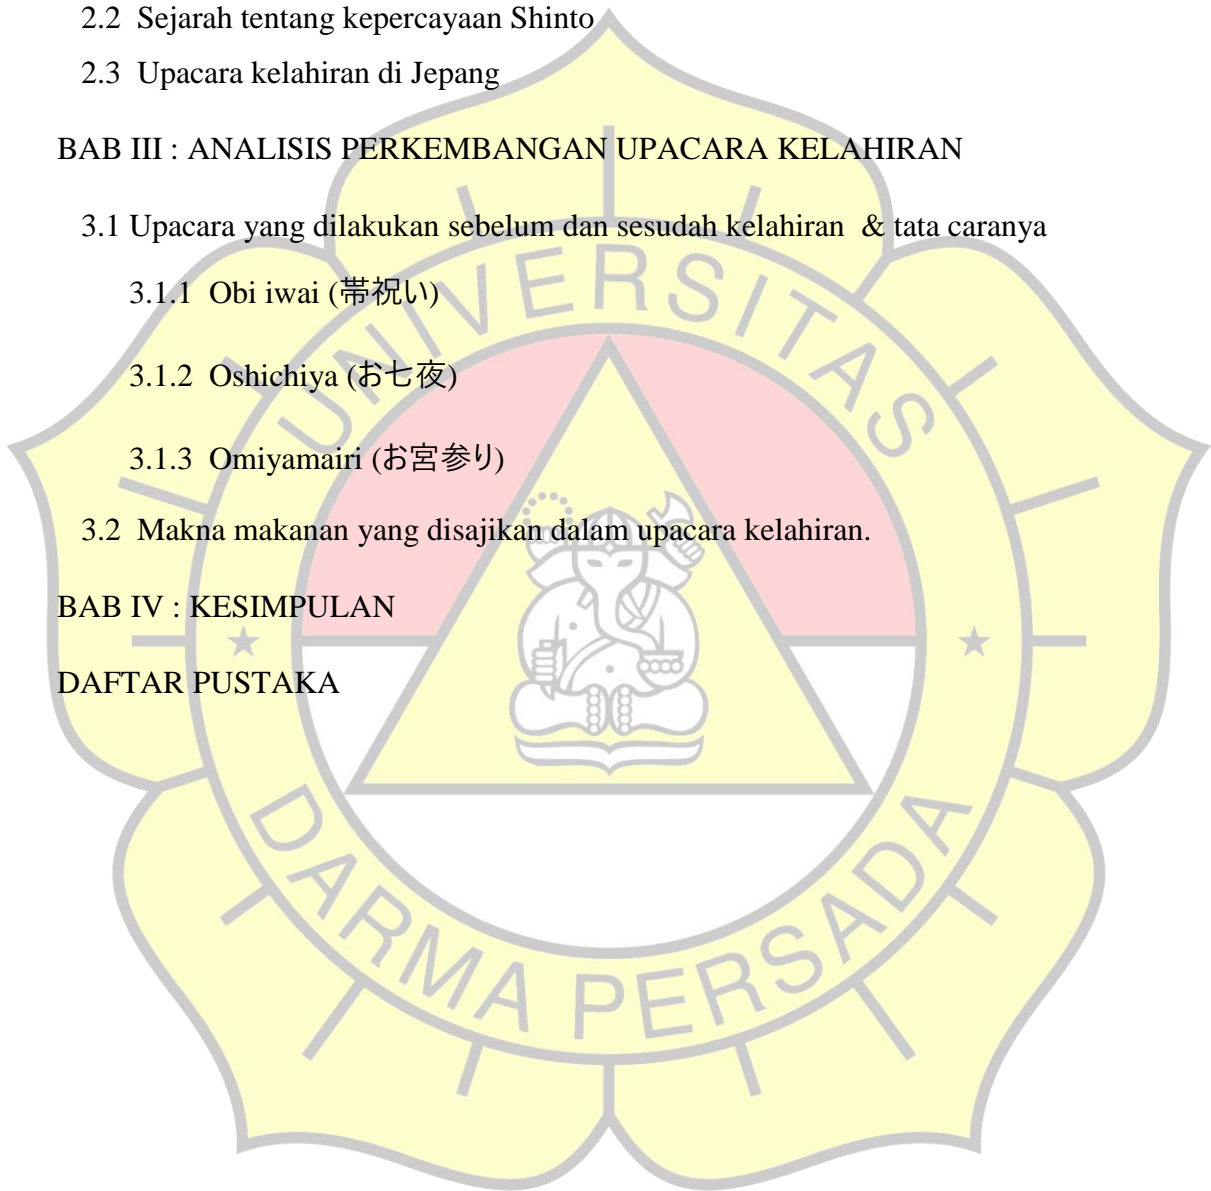 2.2 Sejarah tentang kepercayaan Shinto
2.3 Upacara kelahiran di Jepang
BAB III : ANALISIS PERKEMBANGAN UPACARA KELAHIRAN
3.1 Upacara yang dilakukan sebelum dan sesudah kelahiran & tata caranya
3.1.1 Obi iwai (帯祝い)
3.1.2 Oshichiya (お七夜)
3.1.3 Omiyamairi (お宮参り)
3.2 Makna makanan yang disajikan dalam upacara kelahiran.
BAB IV : KESIMPULAN
DAFTAR PUSTAKA
UNIVERSITAS
DARMA PERSADA